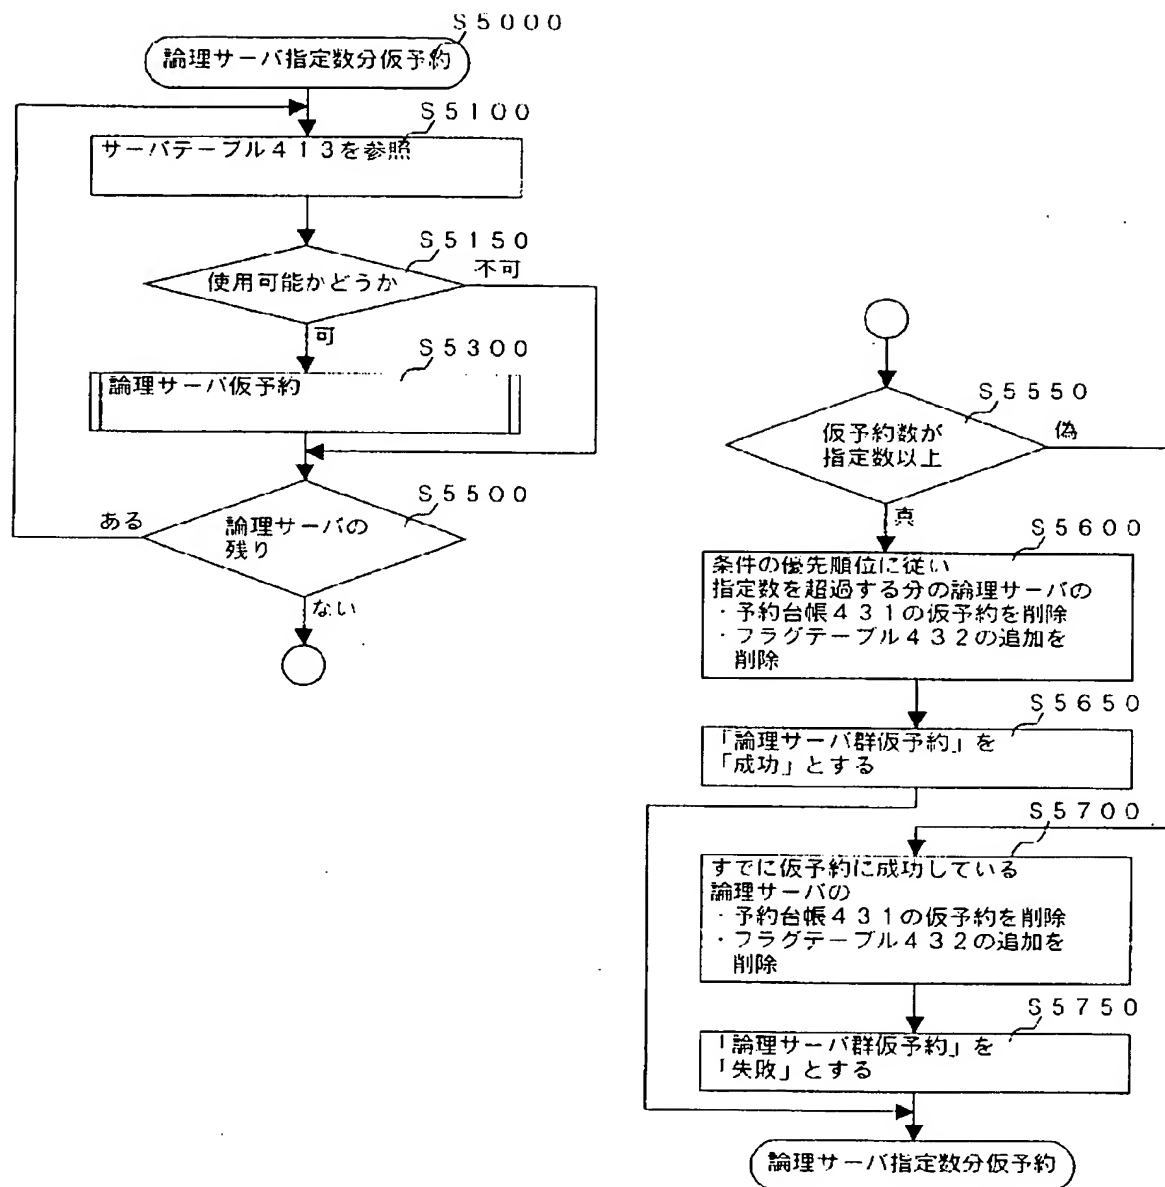 S5000
論理サーバ指定数分仮予約
S5100
サーバテーブル413を参照
S5150
使用可能かどうか
不可
可
S5300
論理サーバ仮予約
S5500
ある
論理サーバの
残り
ない
S5550
仮予約数が
指定数以上
偽
真
S5600
条件の優先順位に従い
指定数を超過する分の論理サーバの
・予約台帳431の仮予約を削除
・フラグテーブル432の追加を
削除
S5650
「論理サーバ群仮予約」を
「成功」とする
S5700
すでに仮予約に成功している
論理サーバの
・予約台帳431の仮予約を削除
・フラグテーブル432の追加を
削除
S5750
「論理サーバ群仮予約」を
「失敗」とする
論理サーバ指定数分仮予約